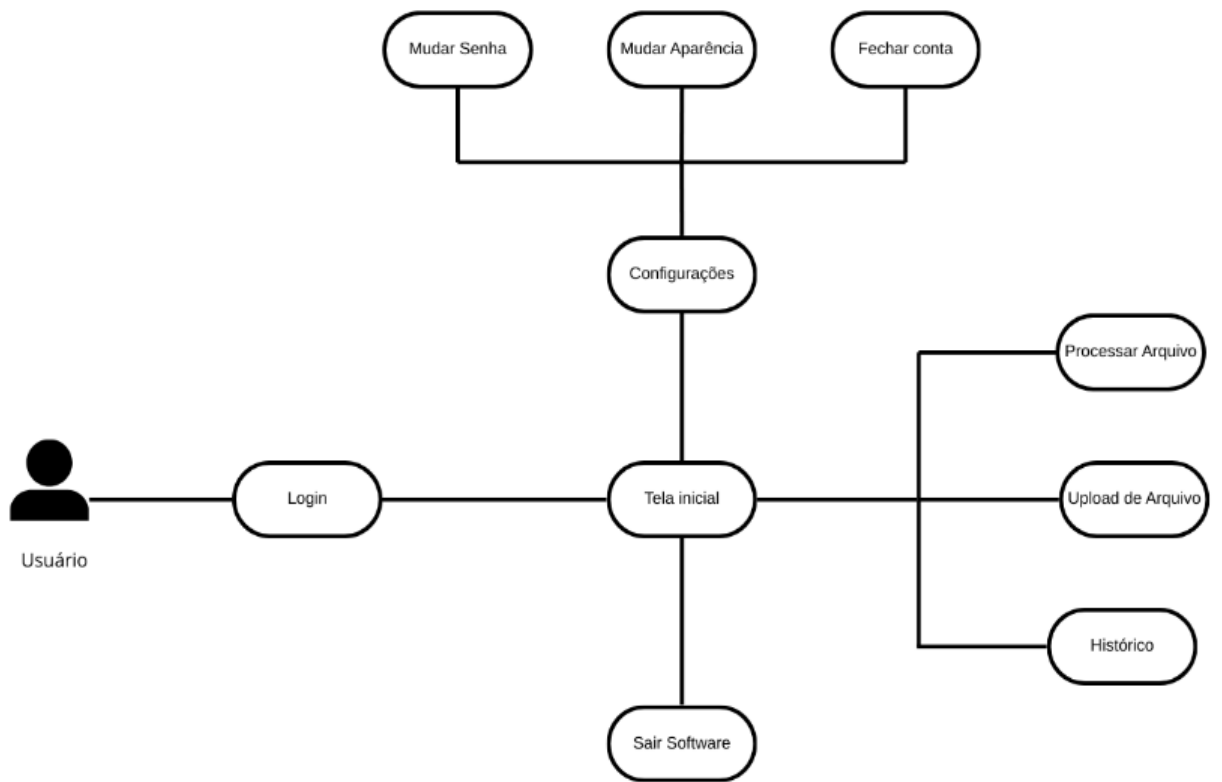 Mudar Senha
Mudar Aparência
Fechar conta
Configurações
Processar Arquivo
Login
Tela inicial
Upload de Arquivo
Usuário
Histórico
Sair Software